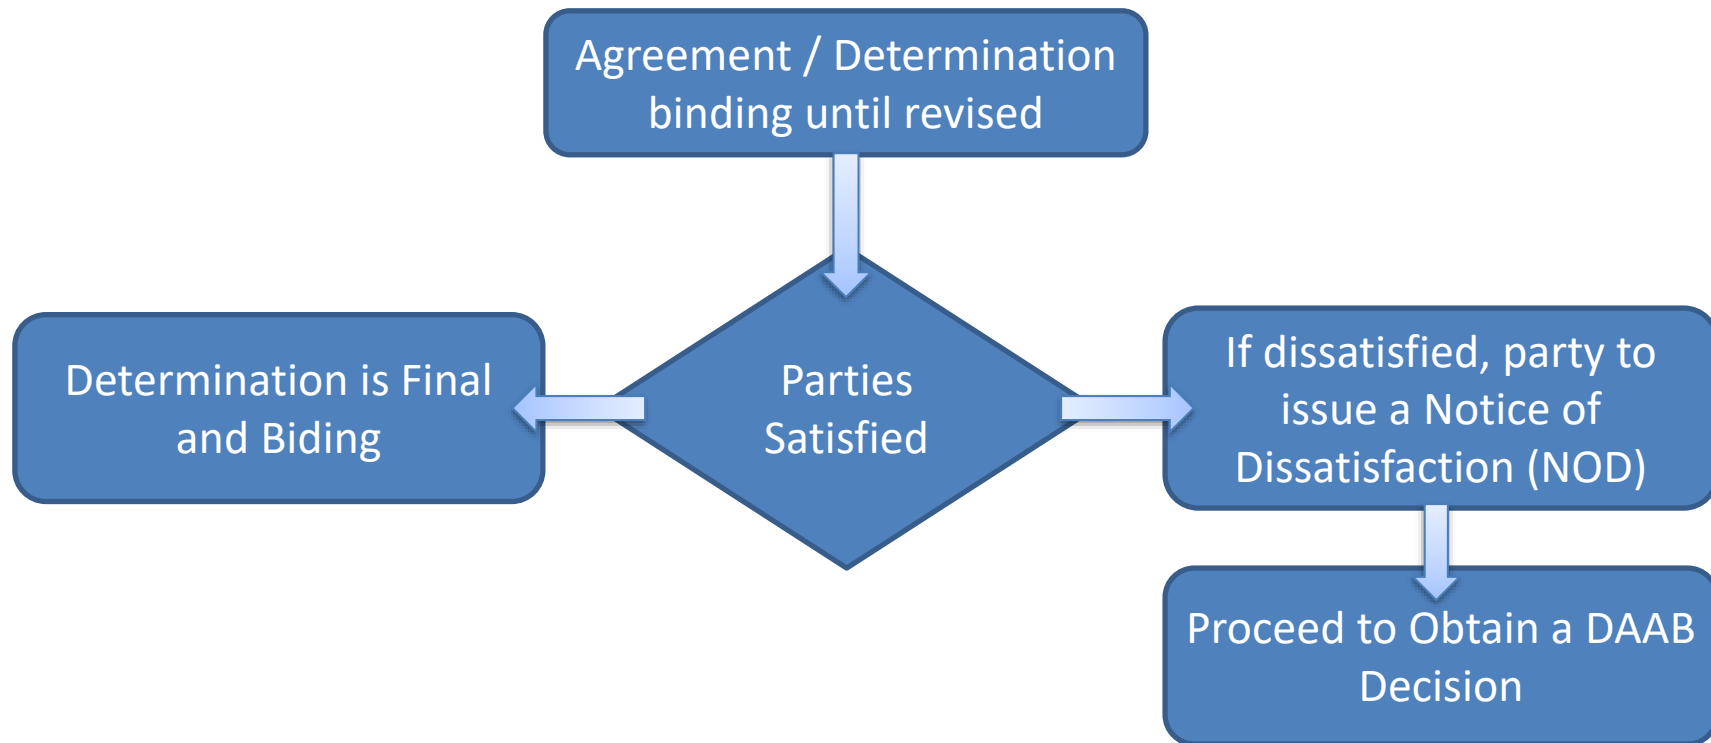 Agreement / Determination
binding until revised
Determination is Final
and Biding
Parties
Satisfied
If dissatisfied, party to
issue a Notice of
Dissatisfaction (NOD)
Proceed to Obtain a DAAB
Decision